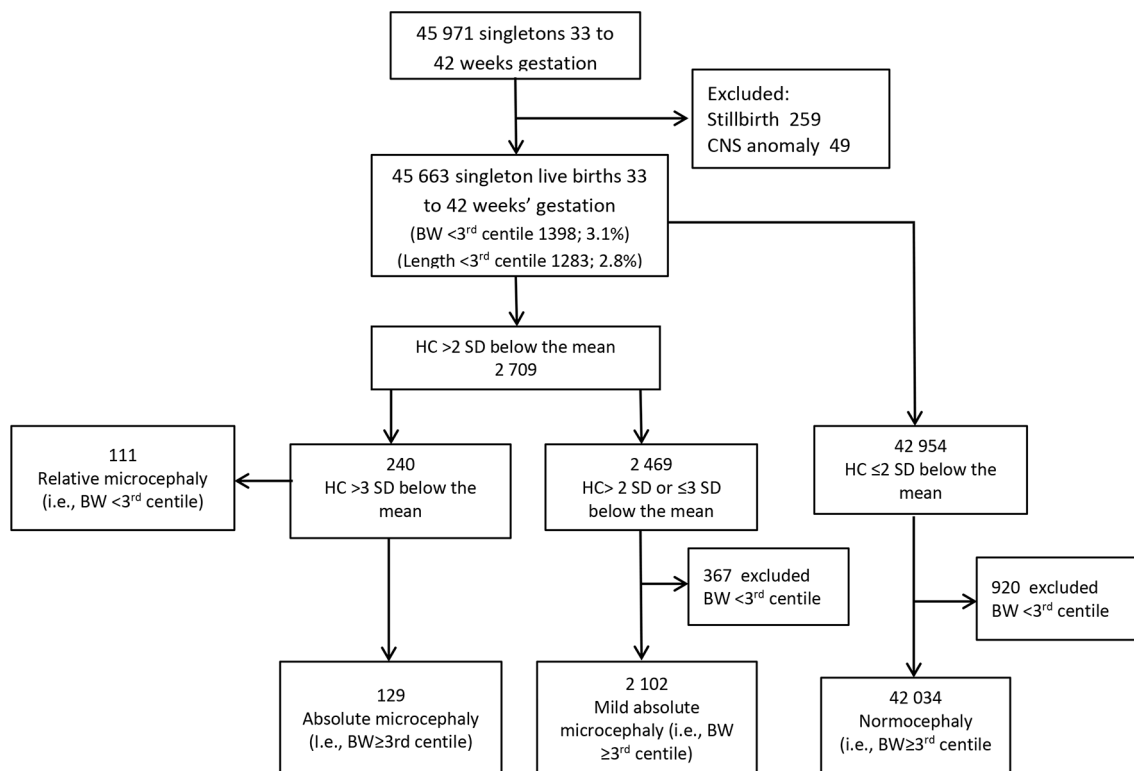 45 971 singletons 33 to
42 weeks gestation
Excluded:
Stillbirth 259
CNS anomaly 49
45 663 singleton live births 33
to 42 weeks’ gestation
(BW <3rd centile 1398; 3.1%)
(Length <3rd centile 1283; 2.8%)
HC >2 SD below the mean
2 709
111
Relative microcephaly
(i.e., BW <3rd centile)
240
HC >3 SD below the
mean
2 469
HC> 2 SD or ≤3 SD
below the mean
42 954
HC ≤2 SD below the
mean
367 excluded
BW <3rd centile
920 excluded
BW <3rd centile
129
Absolute microcephaly
(I.e., BW≥3rd centile)
2 102
Mild absolute
microcephaly (i.e., BW
≥3rd centile)
42 034
Normocephaly
(i.e., BW≥3rd centile